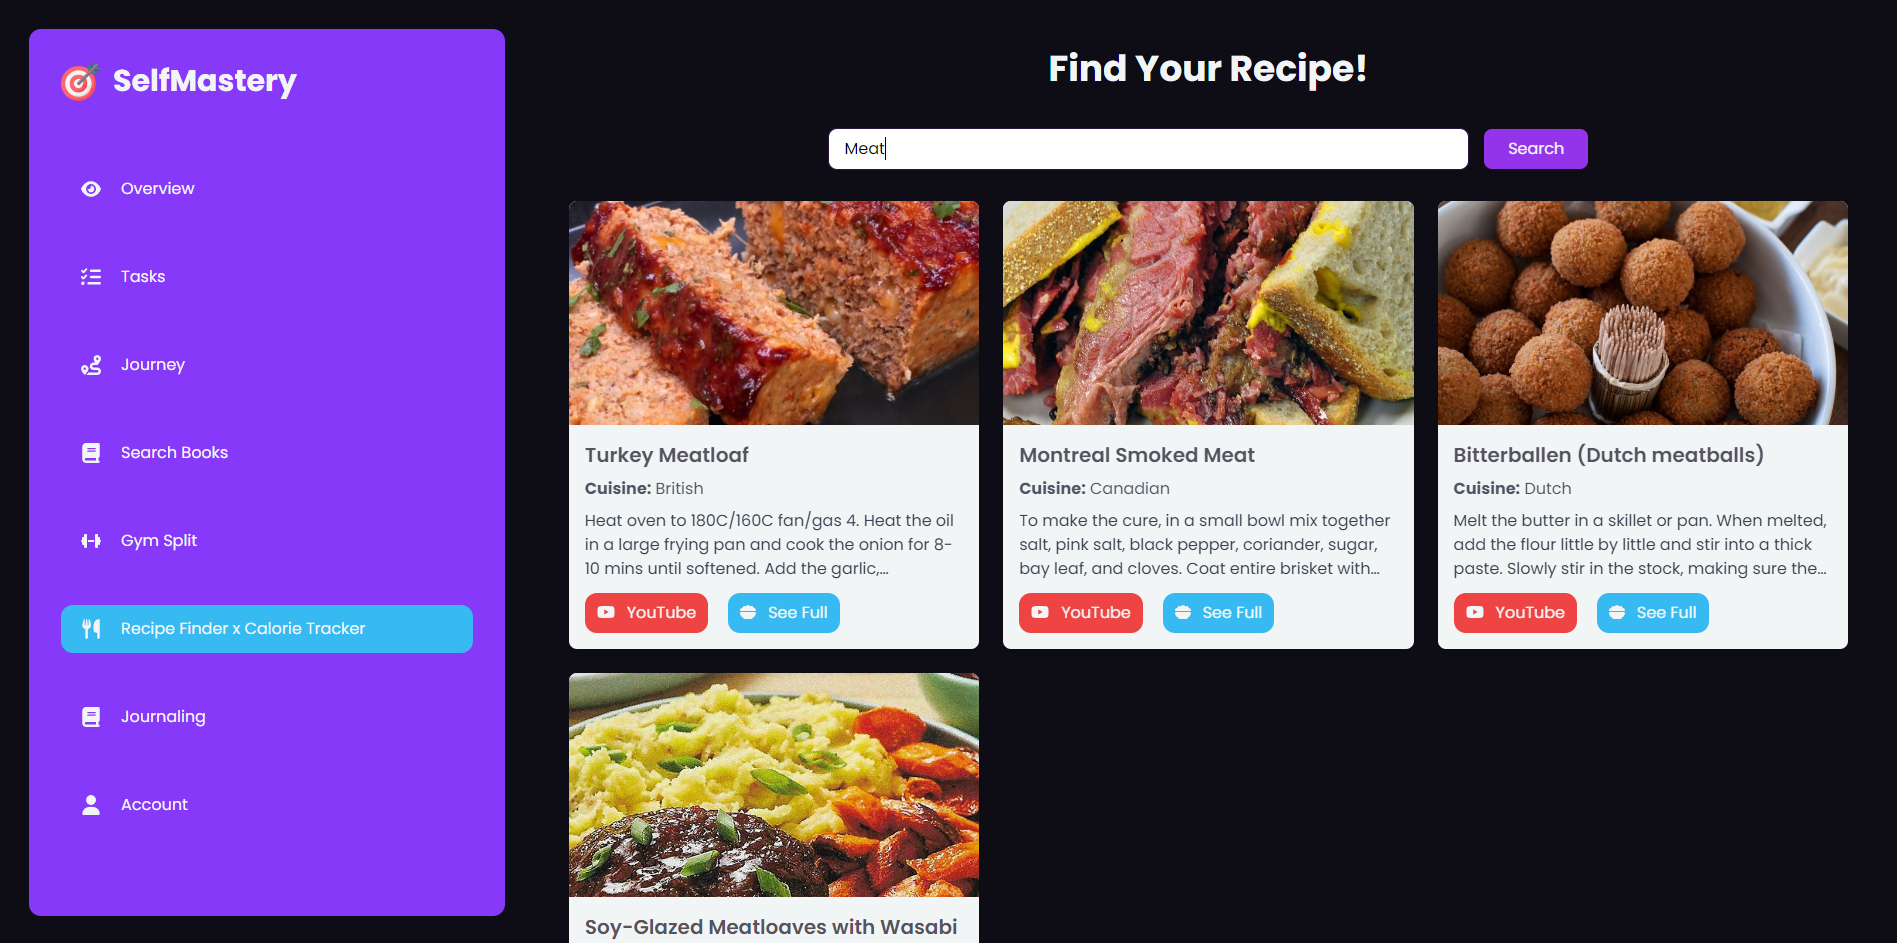 SelfMastery
Overview
Tasks
Journey
Search Books
Gym Split
Recipe Finder x Calorie Tracker
Journaling
Account
Find Your Recipe!
Meat
Search
Turkey Meatloaf
Cuisine: British
Heat oven to 180C/160C fan/gas 4. Heat the oil
in a large frying pan and cook the onion for 8-
10 mins until softened. Add the garlic,...
YouTube
See Full
Montreal Smoked Meat
Cuisine: Canadian
To make the cure, in a small bowl mix together
salt, pink salt, black pepper, coriander, sugar,
bay leaf, and cloves. Coat entire brisket with...
YouTube
See Full
Bitterballen (Dutch meatballs)
Cuisine: Dutch
Melt the butter in a skillet or pan. When melted,
add the flour little by little and stir into a thick
paste. Slowly stir in the stock, making sure the...
YouTube
See Full
Soy-Glazed Meatloaves with Wasabi